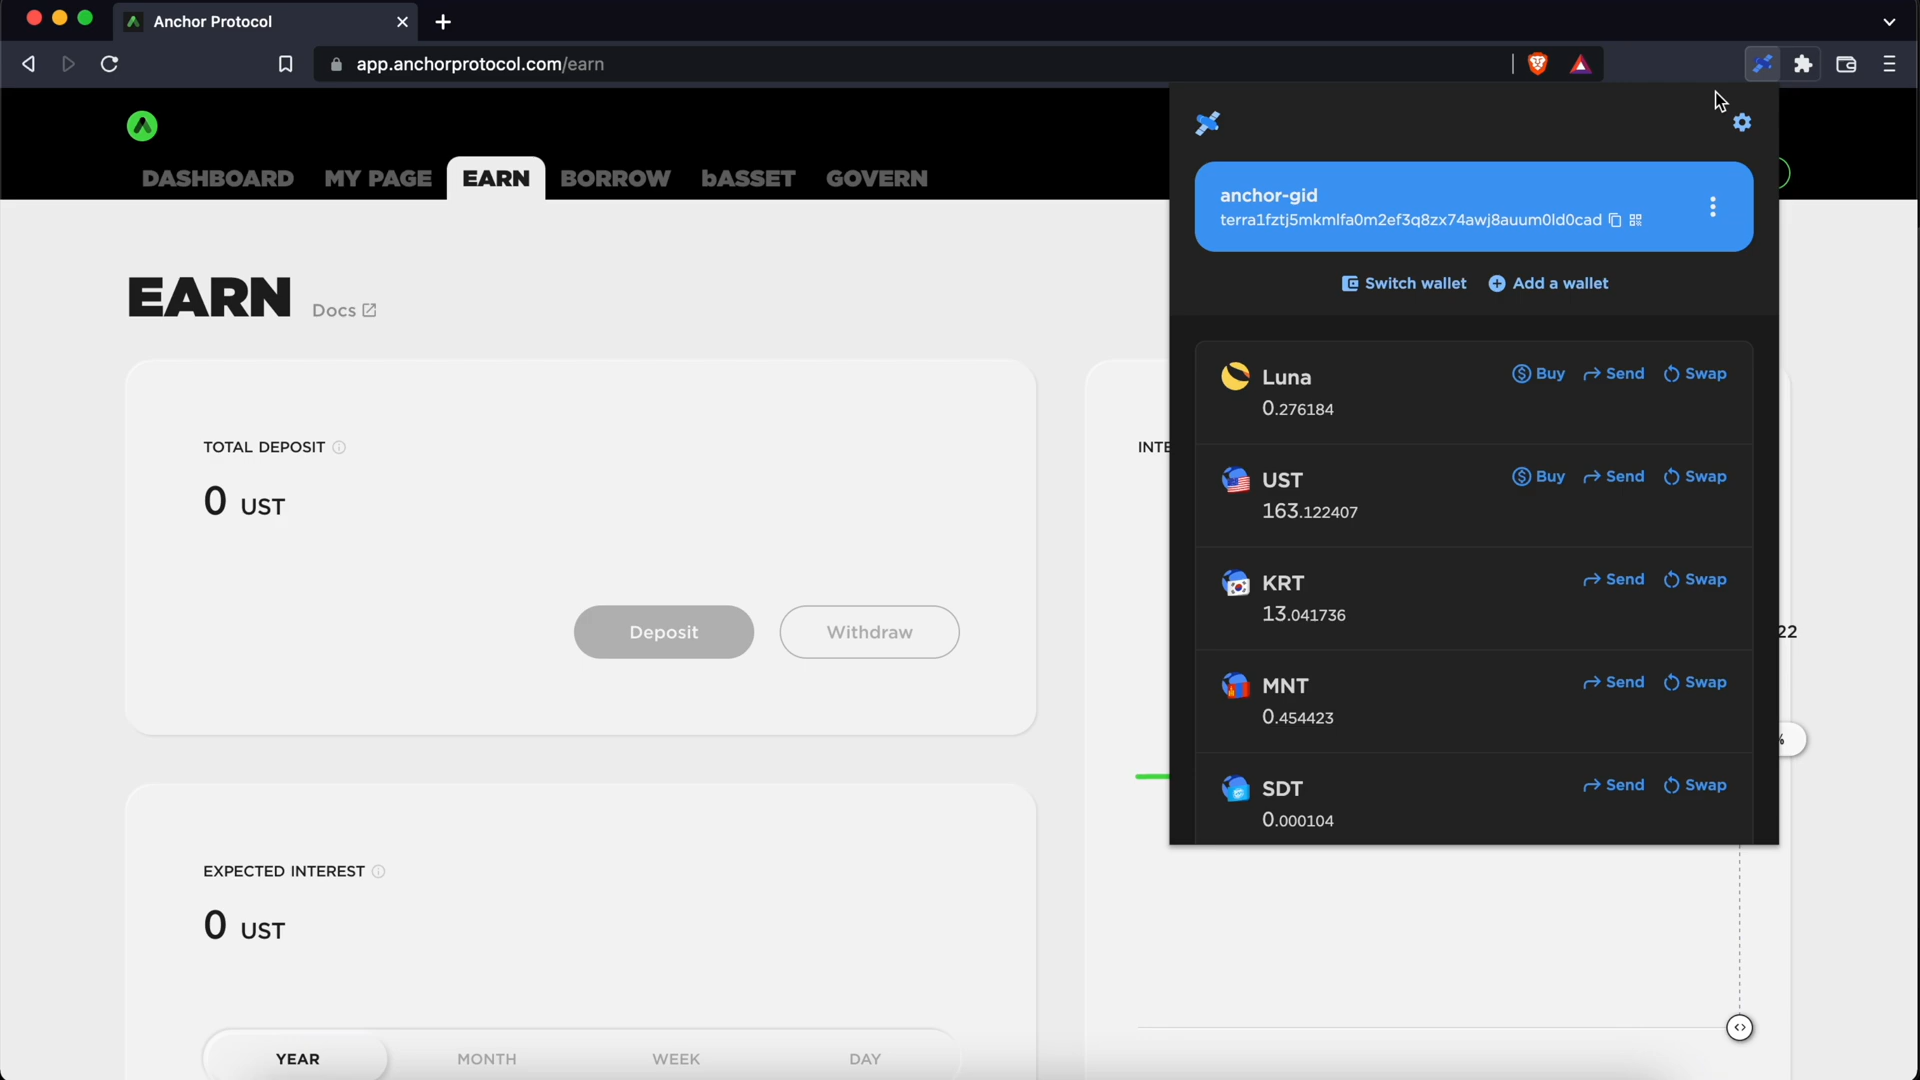 Anchor Protocol
app.anchorprotocol.com/earn
DASHBOARD MY PAGE EARN BORROW bASSET GOVERN
EARN Docs
TOTAL DEPOSIT
0 UST
Deposit Withdraw
EXPECTED INTEREST
0 UST
YEAR MONTH WEEK DAY
INTE
22
%
anchor-gid
terra1fztj5mkmlfa0m2ef3q8zx74awj8auum0ld0cad
Switch wallet Add a wallet
Luna Buy Send Swap
0.276184
UST Buy Send Swap
163.122407
KRT Send Swap
13.041736
MNT Send Swap
0.454423
SDT Send Swap
0.000104